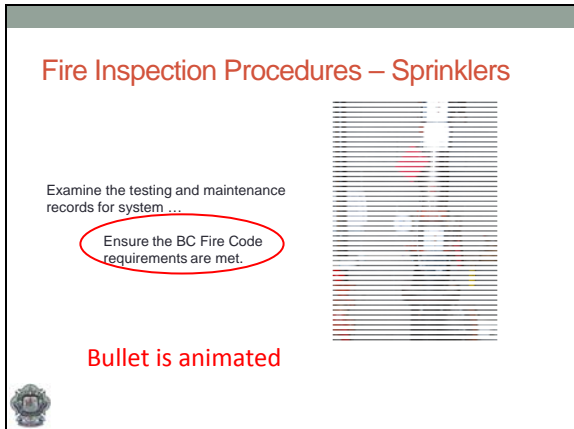 Fire Inspection Procedures – Sprinklers
Examine the testing and maintenance
records for system …
Ensure the BC Fire Code
requirements are met.
Bullet is animated